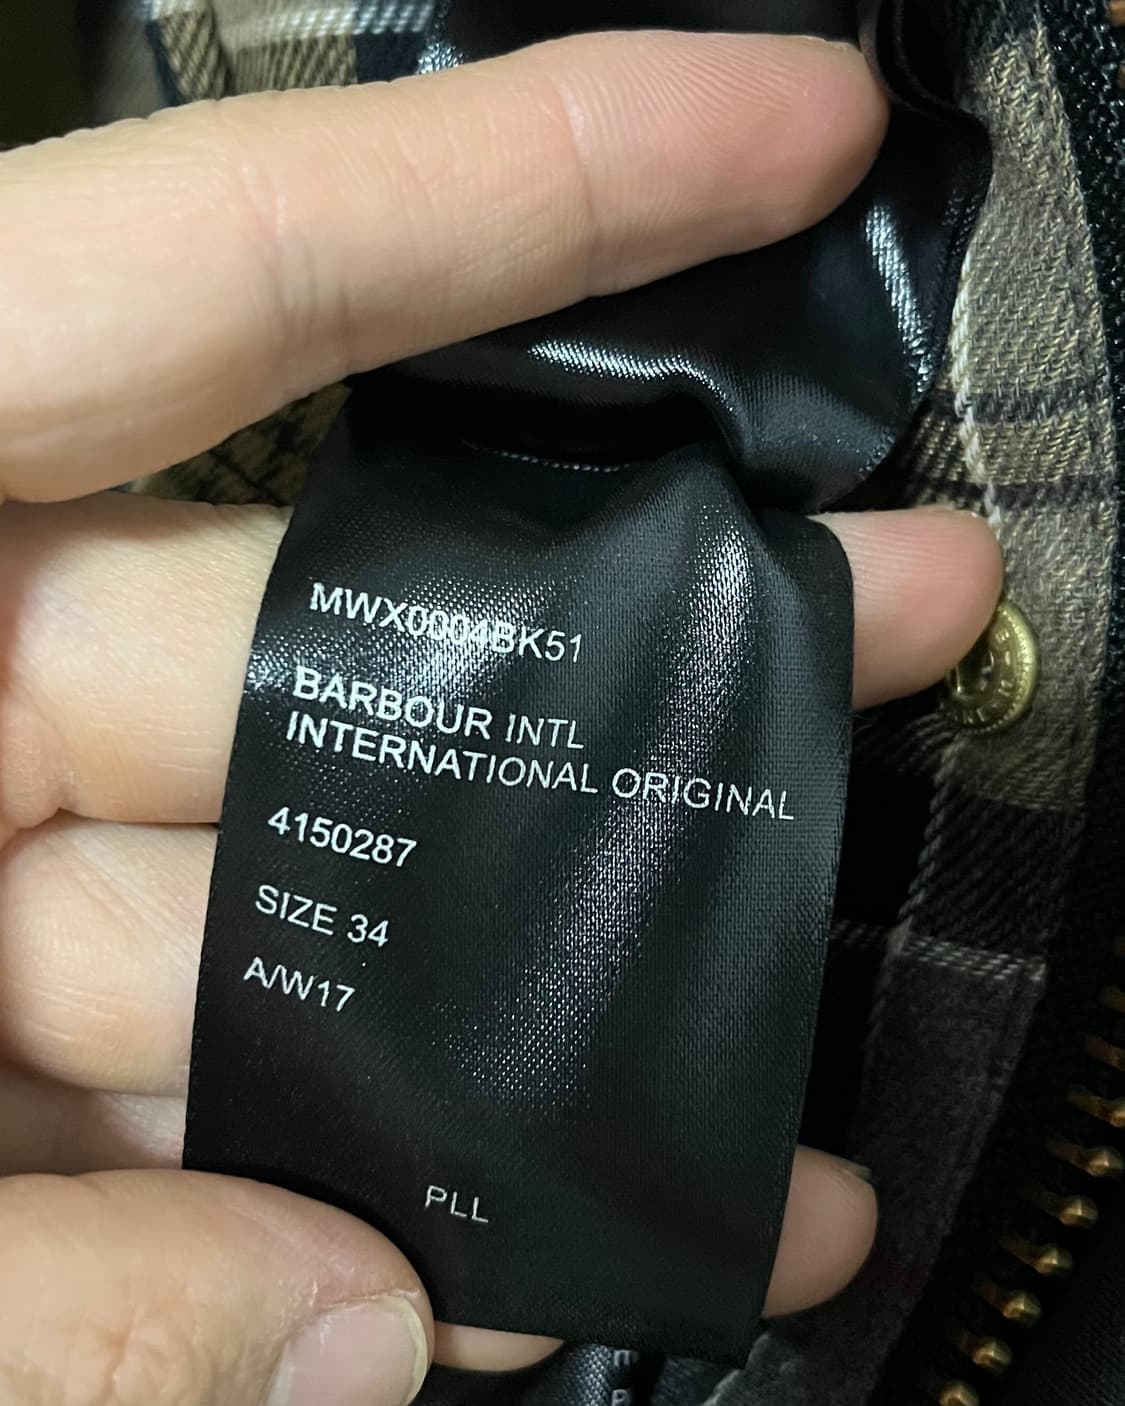 MWX0004BK51
BARBOUR INTL
INTERNATIONAL ORIGINAL
4150287
SIZE 34
A/W17
PLL